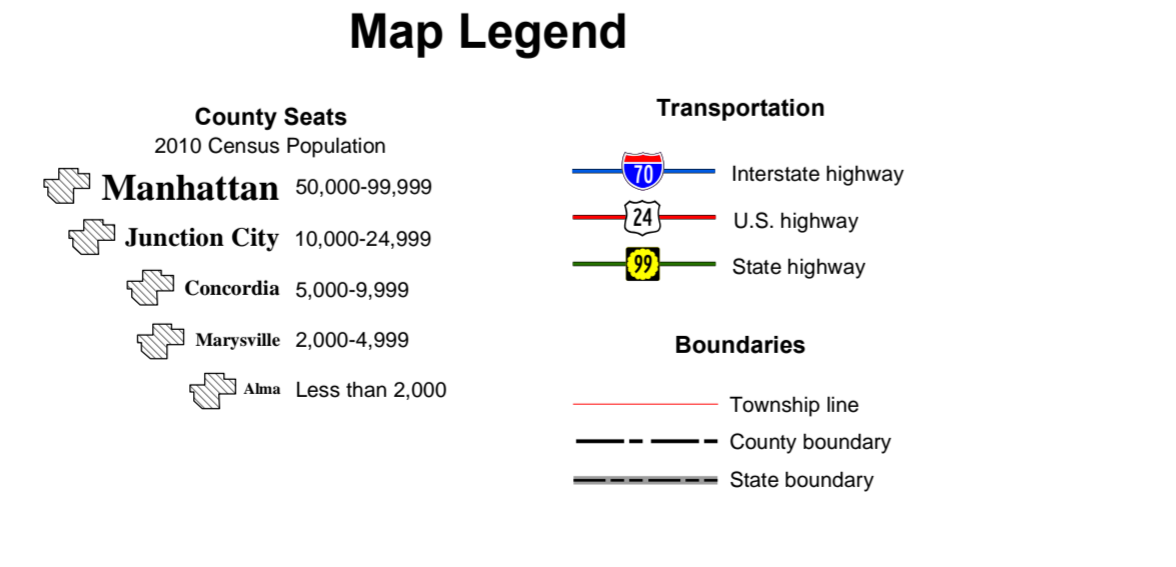 Map Legend
County Seats
2010 Census Population
Manhattan 50,000-99,999
Junction City 10,000-24,999
Concordia 5,000-9,999
Marysville 2,000-4,999
Alma Less than 2,000
Transportation
70 Interstate highway
24 U.S. highway
99 State highway
Boundaries
Township line
County boundary
State boundary